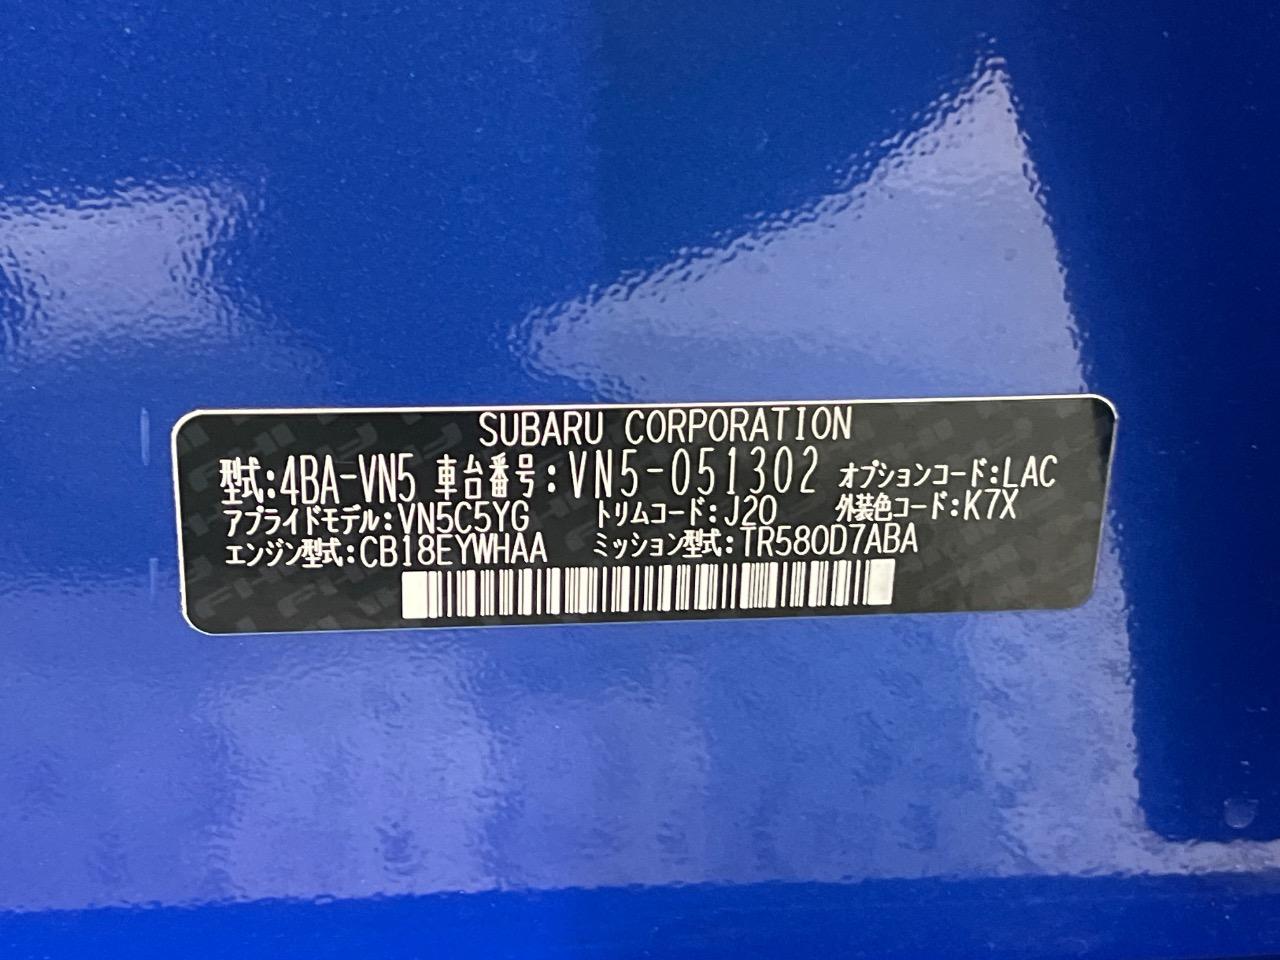 SUBARU CORPORATION
型式:4BA-VN5 車台番号:VN5-051302 オプションコード:LAC
アプライドモデル:VN5C5YG トリムコード:J20 外装色コード:K7X
エンジン型式:CB18EYWHAA ミッション型式:TR580D7ABA